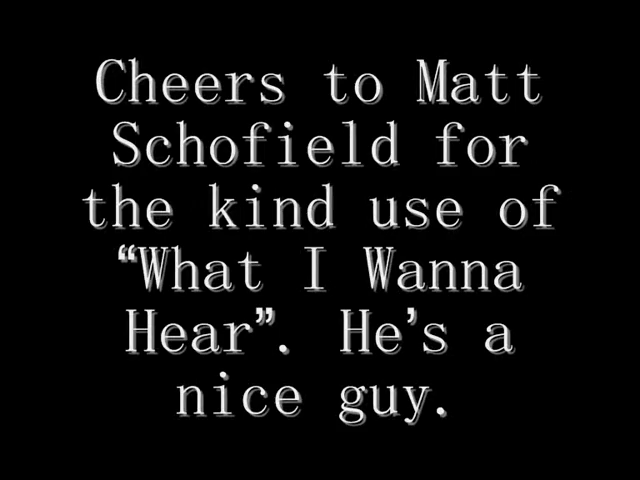 Cheers to Matt
Schofield for
the kind use of
“What I Wanna
Hear”. He’s a
nice guy.